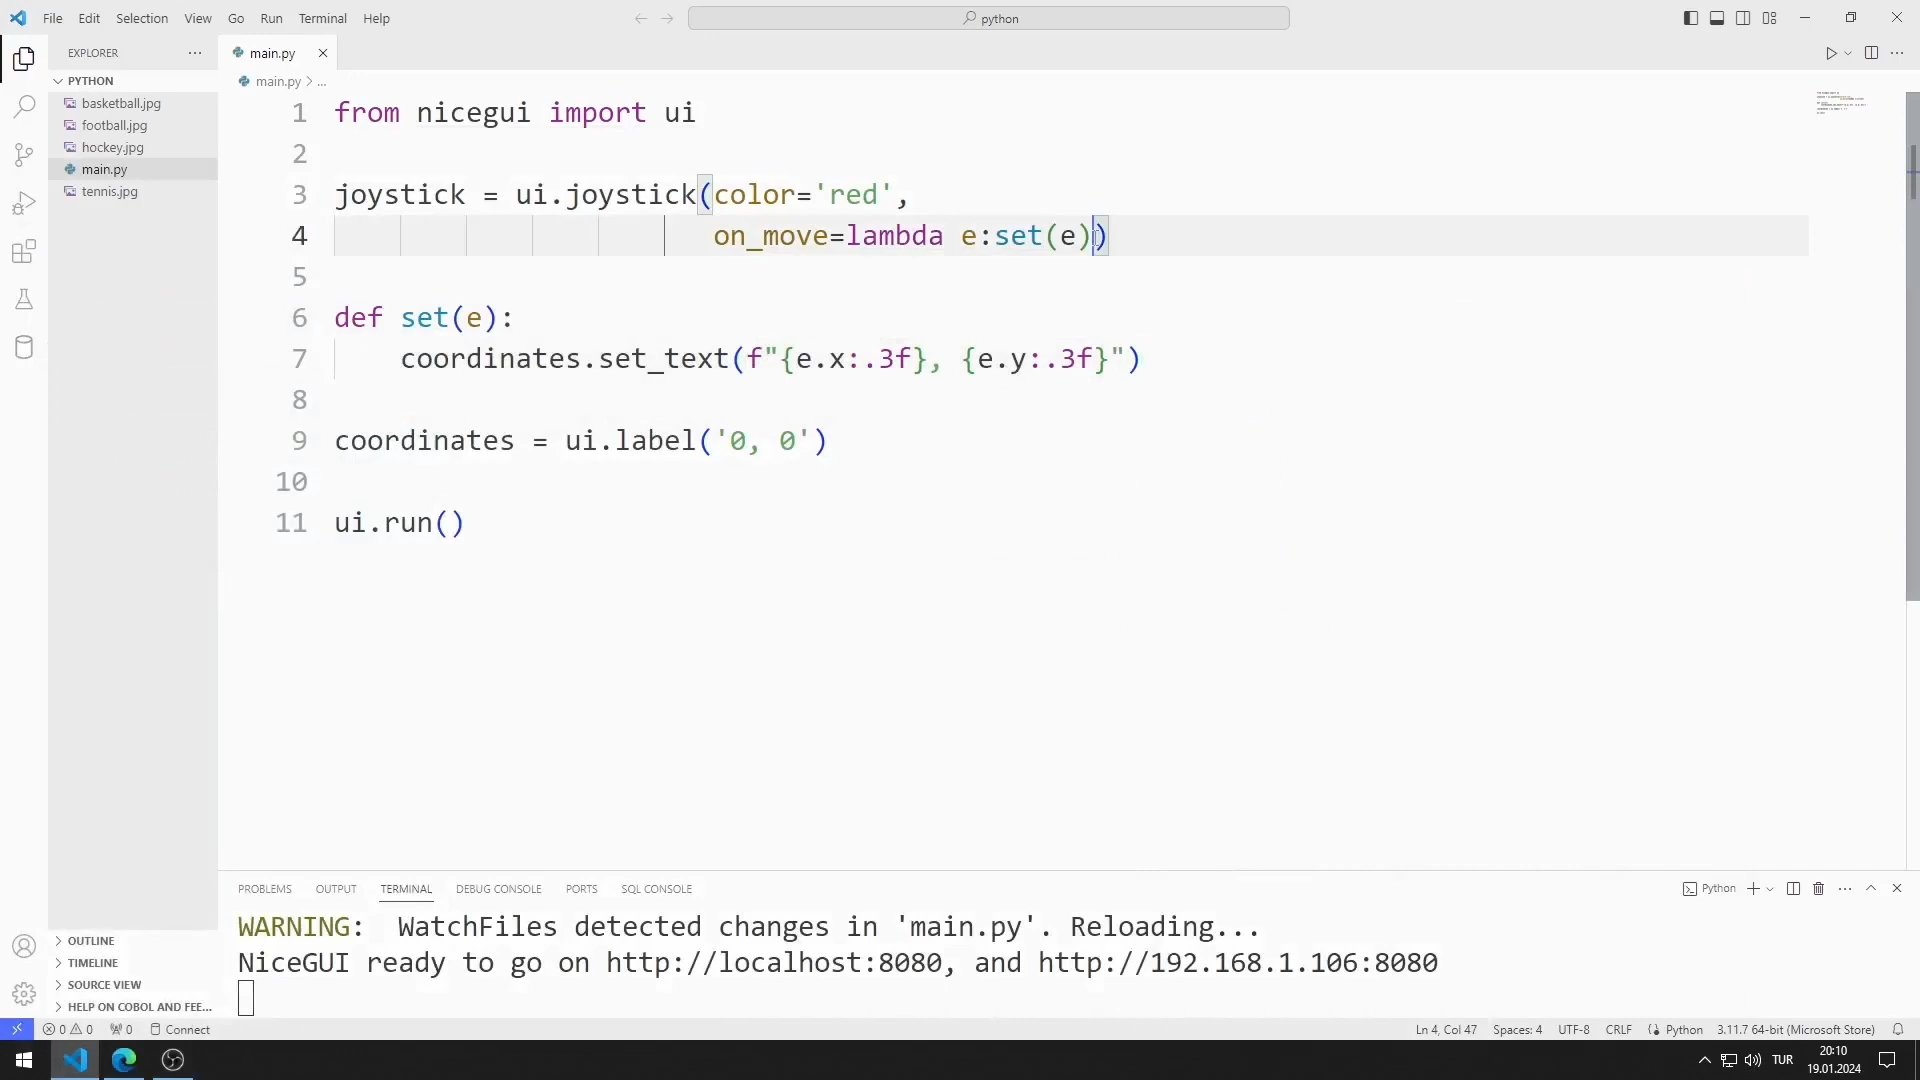 File Edit Selection View Go Run Terminal Help
python
EXPLORER
PYTHON
basketball.jpg
football.jpg
hockey.jpg
main.py
tennis.jpg
OUTLINE
TIMELINE
SOURCE VIEW
HELP ON COBOL AND FEE...
main.py
main.py > ...
1 from nicegui import ui
2
3 joystick = ui.joystick(color='red',
4 on_move=lambda e:set(e))
5
6 def set(e):
7 coordinates.set_text(f"{e.x:.3f}, {e.y:.3f}")
8
9 coordinates = ui.label('0, 0')
10
11 ui.run()
PROBLEMS OUTPUT TERMINAL DEBUG CONSOLE PORTS SQL CONSOLE
Python
WARNING: WatchFiles detected changes in 'main.py'. Reloading...
NiceGUI ready to go on http://localhost:8080, and http://192.168.1.106:8080
0 0 0 Connect
Ln 4, Col 47 Spaces: 4 UTF-8 CRLF Python 3.11.7 64-bit (Microsoft Store)
TUR
20:10
19.01.2024